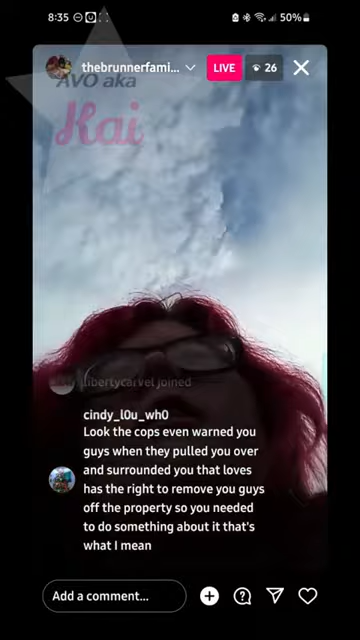 8:35
50%
thebrunnerfami...
LIVE
26
AVO aka
Kai
libertycarvel joined
cindy_l0u_wh0
Look the cops even warned you
guys when they pulled you over
and surrounded you that loves
has the right to remove you guys
off the property so you needed
to do something about it that's
what I mean
Add a comment...